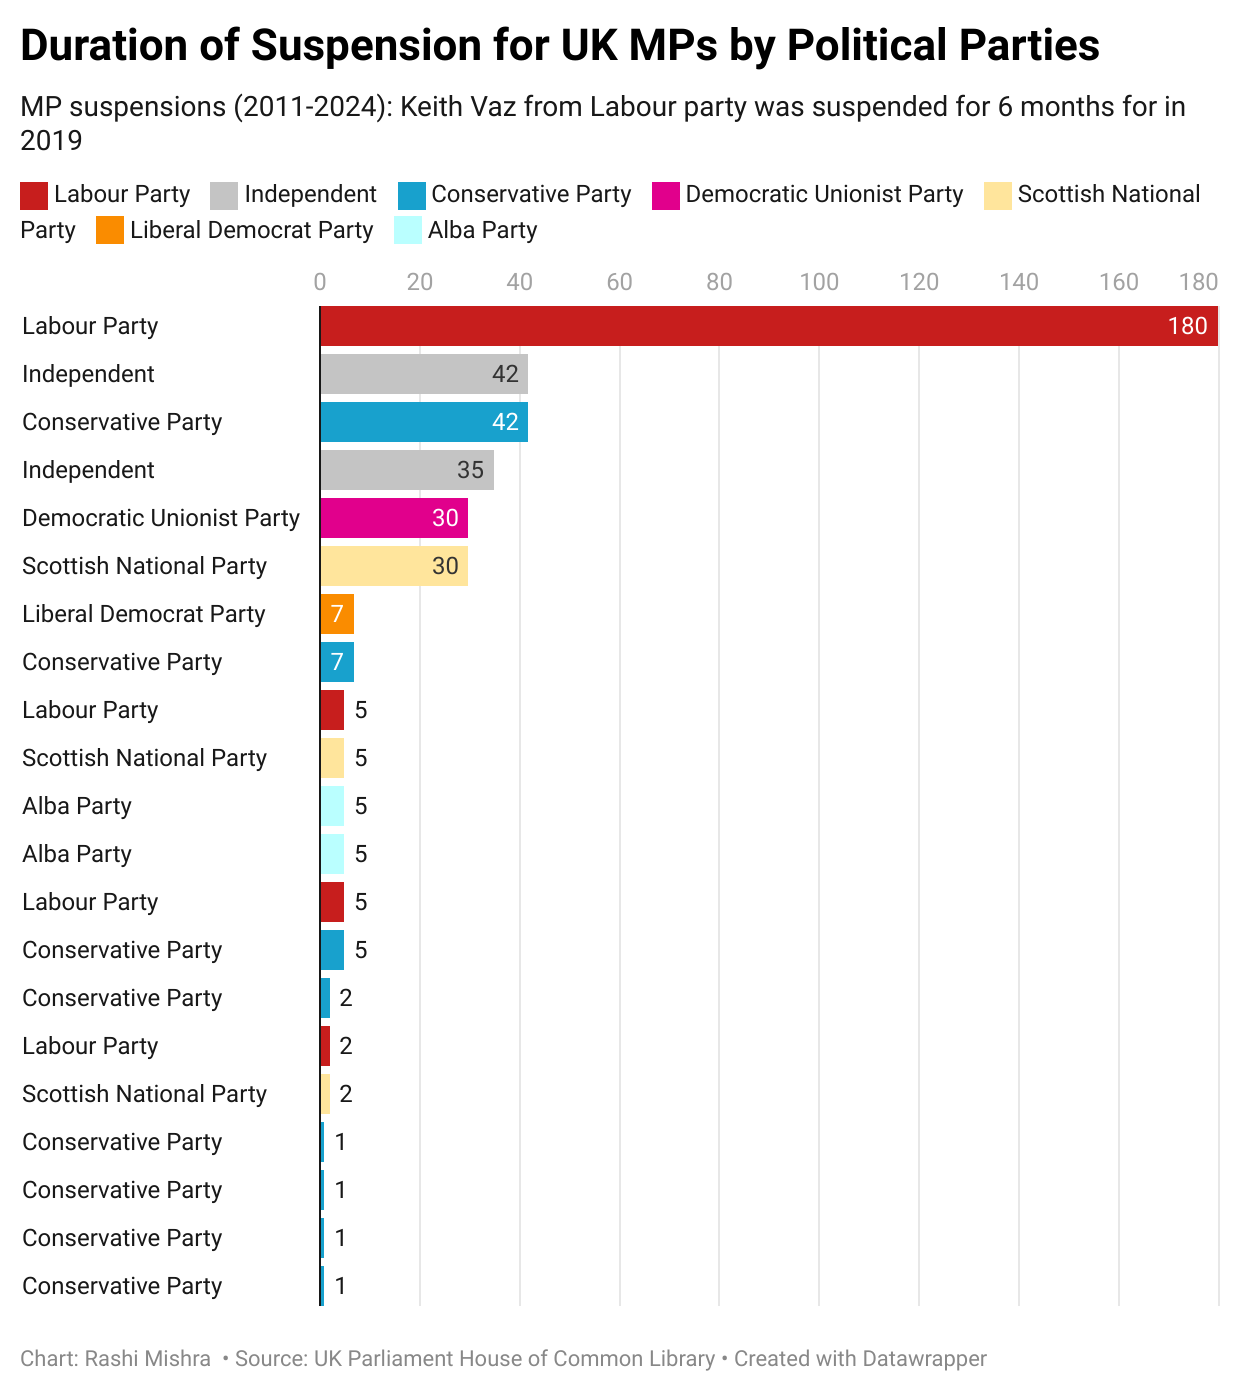 Duration of Suspension for UK MPs by Political Parties
MP suspensions (2011-2024): Keith Vaz from Labour party was suspended for 6 months for in
2019
Labour Party Independent Conservative Party Democratic Unionist Party Scottish National
Party Liberal Democrat Party Alba Party
0 20 40 60 80 100 120 140 160 180
Labour Party 180
Independent 42
Conservative Party 42
Independent 35
Democratic Unionist Party 30
Scottish National Party 30
Liberal Democrat Party 7
Conservative Party 7
Labour Party 5
Scottish National Party 5
Alba Party 5
Alba Party 5
Labour Party 5
Conservative Party 5
Conservative Party 2
Labour Party 2
Scottish National Party 2
Conservative Party 1
Conservative Party 1
Conservative Party 1
Conservative Party 1
Chart: Rashi Mishra • Source: UK Parliament House of Common Library • Created with Datawrapper